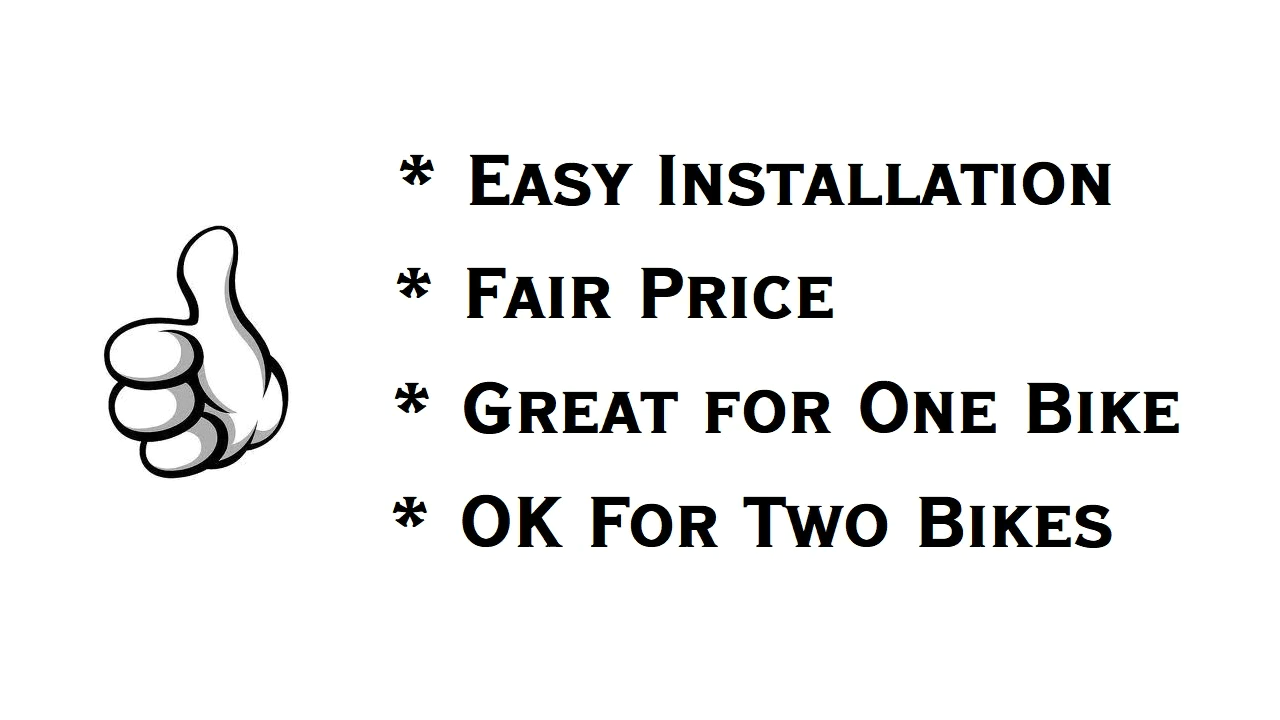 * Easy Installation
* Fair Price
* Great for One Bike
* OK For Two Bikes